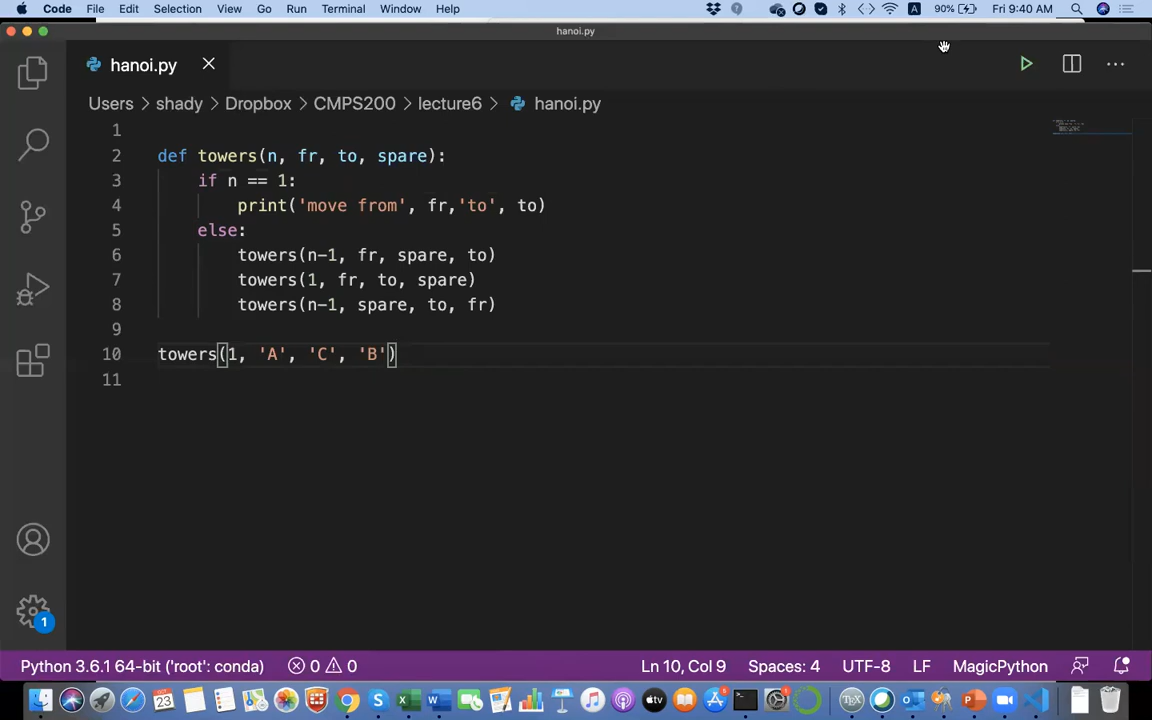 Code File Edit Selection View Go Run Terminal Window Help A 90% Fri 9:40 AM
hanoi.py
hanoi.py
Users > shady > Dropbox > CMPS200 > lecture6 > hanoi.py
1
2 def towers(n, fr, to, spare):
3 if n == 1:
4 print('move from', fr,'to', to)
5 else:
6 towers(n-1, fr, spare, to)
7 towers(1, fr, to, spare)
8 towers(n-1, spare, to, fr)
9
10 towers(1, 'A', 'C', 'B')
11
1
Python 3.6.1 64-bit ('root': conda) 0 0 Ln 10, Col 9 Spaces: 4 UTF-8 LF MagicPython